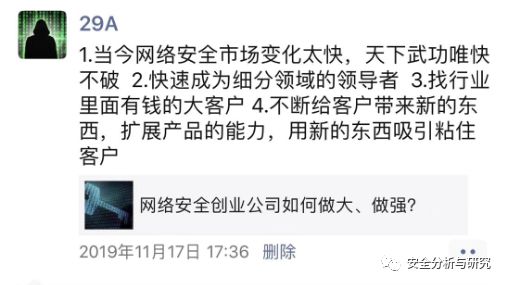 29A
1.当今网络安全市场变化太快，天下武功唯快
不破 2.快速成为细分领域的领导者 3.找行业
里面有钱的大客户 4.不断给客户带来新的东
西，扩展产品的能力，用新的东西吸引粘住
客户
网络安全创业公司如何做大、做强？
2019年11月17日 17:36 删除
安全分析与研究